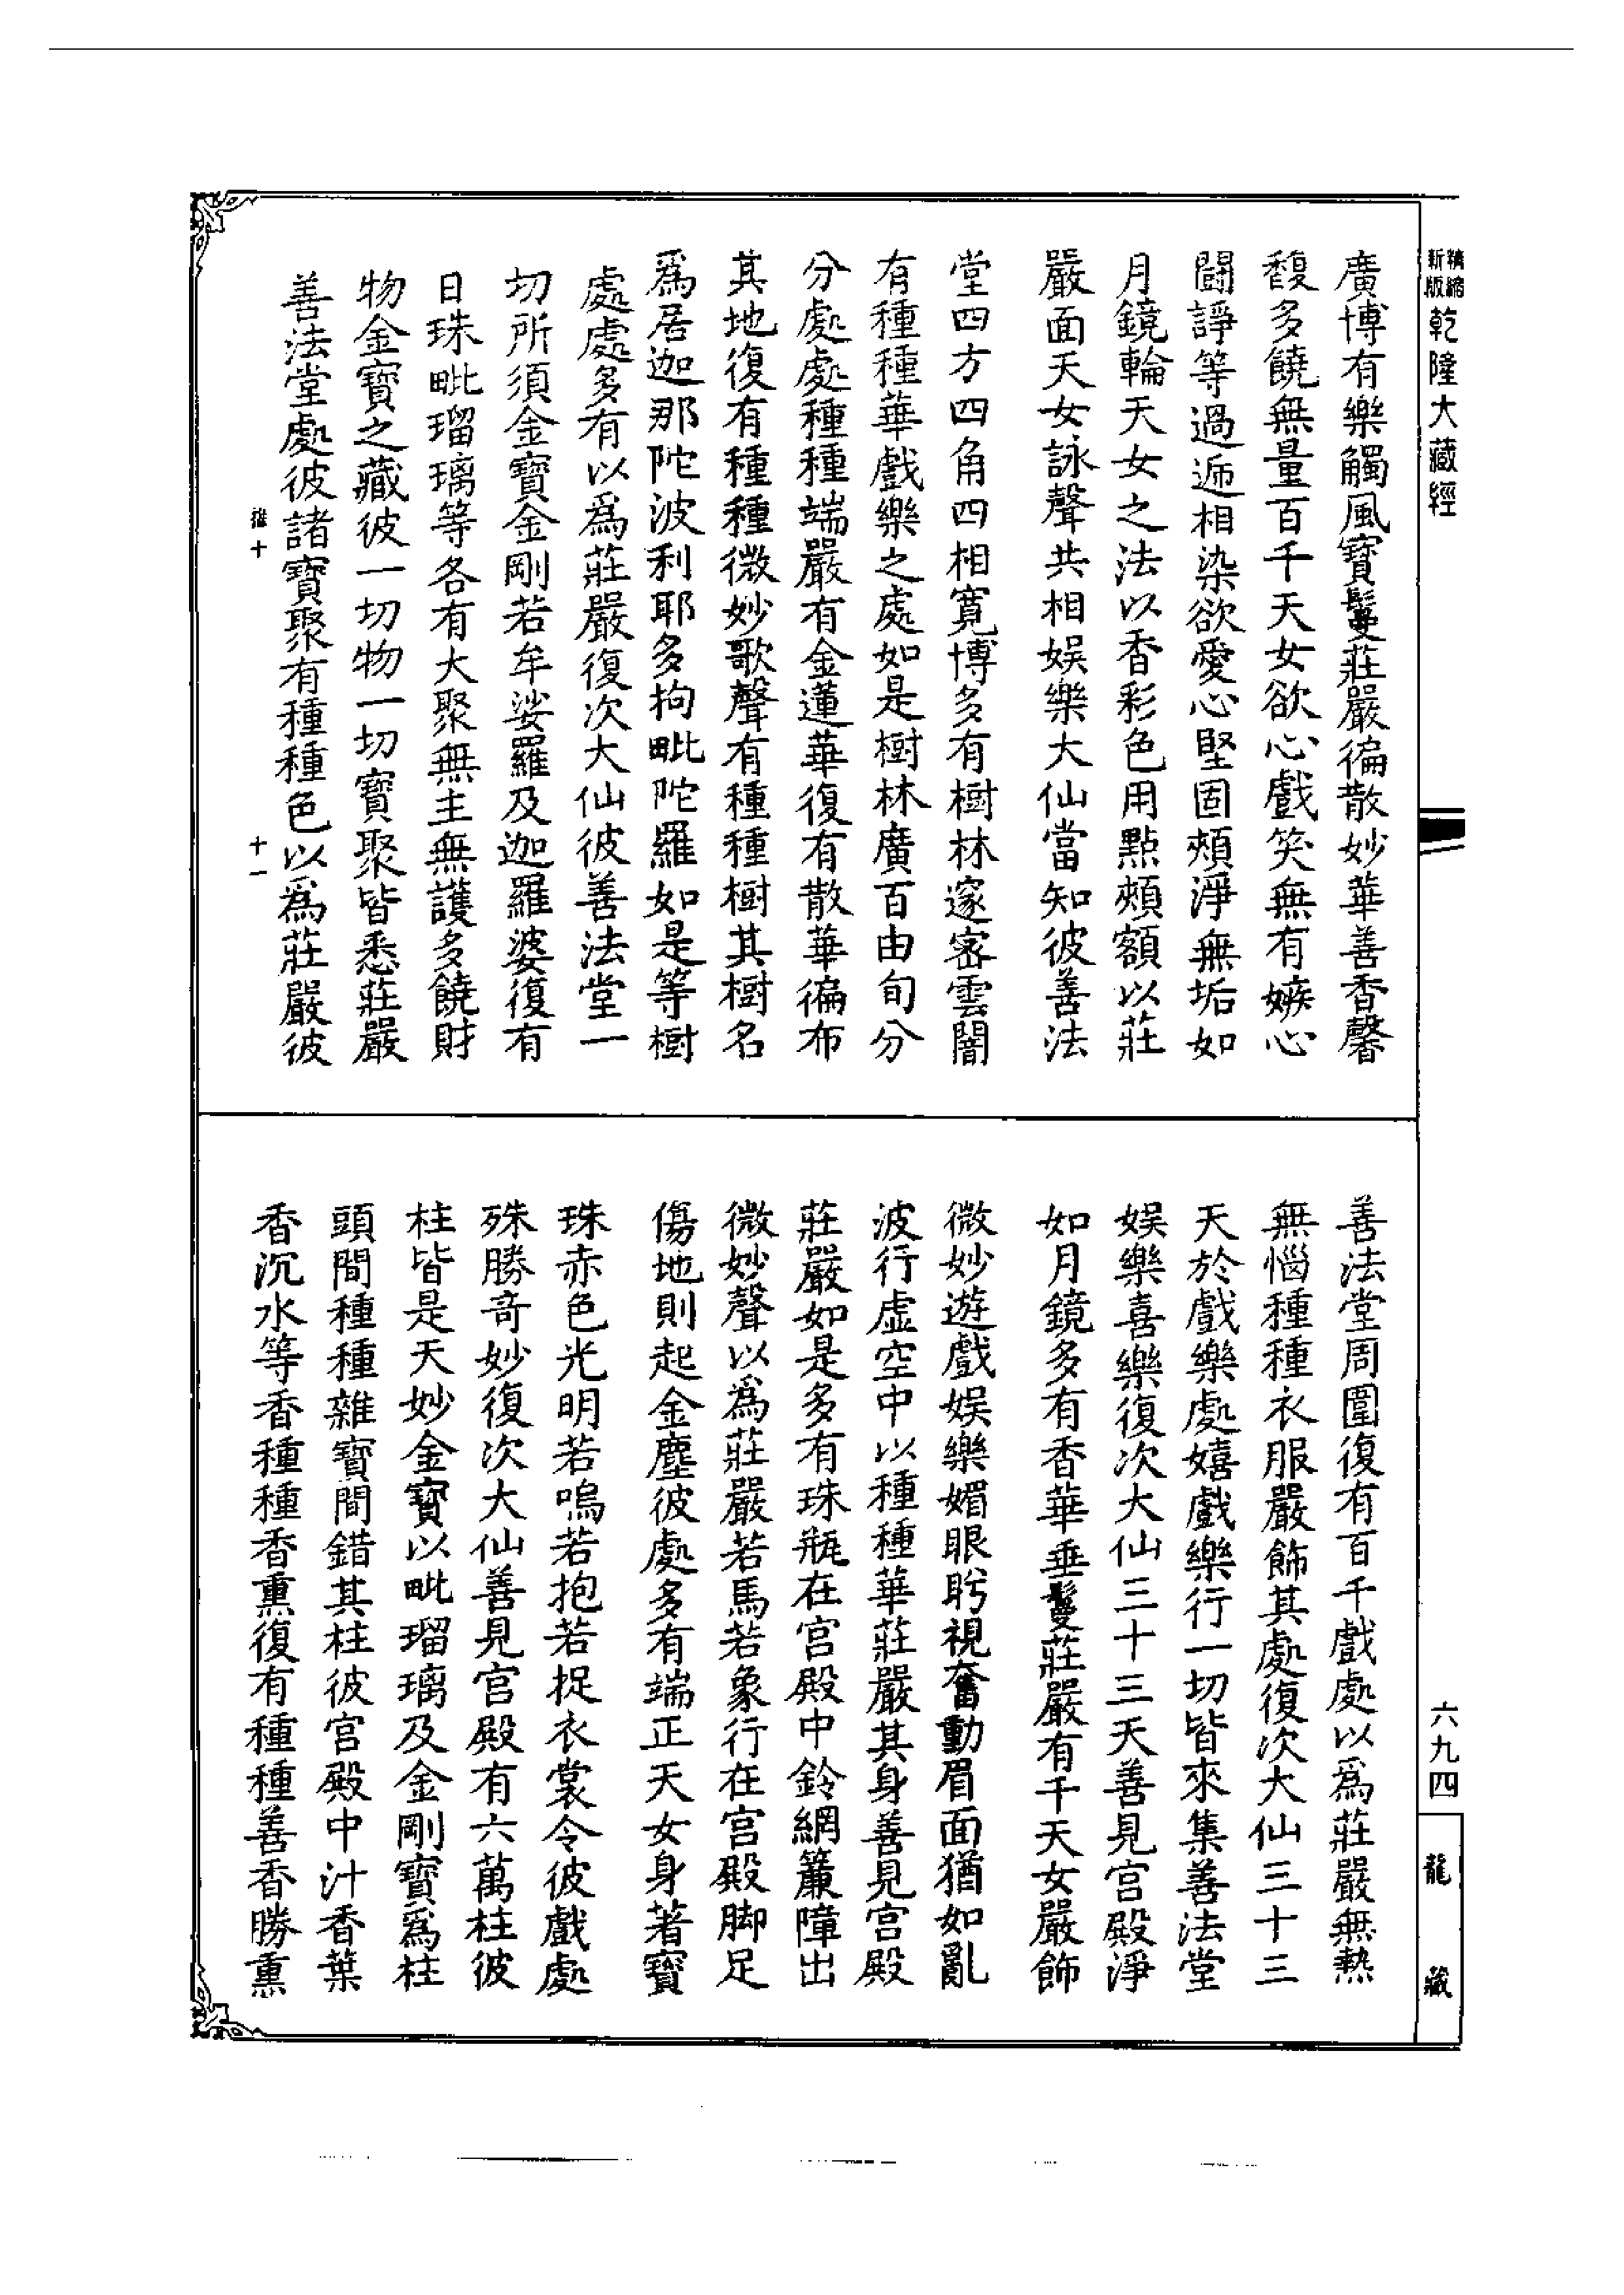 精縮新版乾隆大藏經
廣博有樂觸風寶鬘莊嚴徧散妙華善香馨
馥多饒無量百千天女欲心戲笑無有嫉心
鬪諍等過遞相染欲愛心堅固頰淨無垢如
月鏡輪天女之法以香彩色用點頰額以莊
嚴面天女詠聲共相娛樂大仙當知彼善法
堂四方四角四相寬博多有樹林邃密雲闇
有種種華戲樂之處如是樹林廣百由旬分
分處處種種端嚴有金蓮華復有散華徧布
其地復有種種微妙歌聲有種種樹其樹名
爲居迦那陀波利耶多拘毗陀羅如是等樹
處處多有以爲莊嚴復次大仙彼善法堂一
切所須金寶金剛若牟娑羅及迦羅婆復有
日珠毗瑠璃等各有大聚無主無護多饒財
物金寶之藏彼一切物一切寶聚皆悉莊嚴
善法堂處彼諸寶聚有種種色以爲莊嚴彼
十 十一
善法堂周圍復有百千戲處以爲莊嚴無熱
無惱種種衣服嚴飾其處復次大仙三十三
天於戲樂處嬉戲樂行一切皆來集善法堂
娛樂喜樂復次大仙三十三天善見宮殿淨
如月鏡多有香華垂鬘莊嚴有千天女嚴飾
微妙遊戲娛樂媚眼眄視奮動眉面猶如亂
波行虛空中以種種華莊嚴其身善見宮殿
莊嚴如是多有珠瓶在宮殿中鈴網簾障出
微妙聲以爲莊嚴若馬若象行在宮殿脚足
傷地則起金塵彼處多有端正天女身著寶
珠赤色光明若嗚若抱若捉衣裳令彼戲處
殊勝奇妙復次大仙善見宮殿有六萬柱彼
柱皆是天妙金寶以毗瑠璃及金剛寶爲柱
頭間種種雜寶間錯其柱彼宮殿中汁香葉
香沉水等香種種香熏復有種種善香勝熏
六九四
龍藏